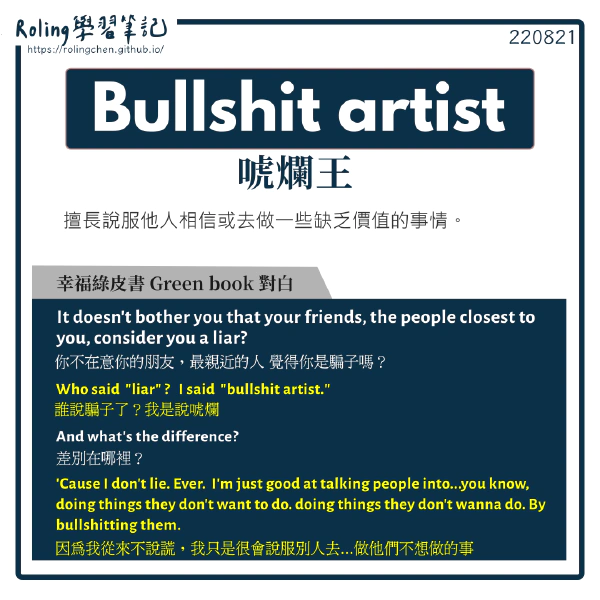 Roling學習筆記
https://rolingchen.github.io/
220821
Bullshit artist
唬爛王
擅長說服他人相信或去做一些缺乏價值的事情。
幸福綠皮書 Green book 對白
It doesn't bother you that your friends, the people closest to
you, consider you a liar?
你不在意你的朋友，最親近的人 覺得你是騙子嗎？
Who said "liar" ? I said "bullshit artist."
誰說騙子了？我是說唬爛
And what's the difference?
差別在哪裡？
'Cause I don't lie. Ever. I'm just good at talking people into...you know,
doing things they don't want to do. doing things they don't wanna do. By
bullshitting them.
因為我從來不說謊，我只是很會說服別人去...做他們不想做的事